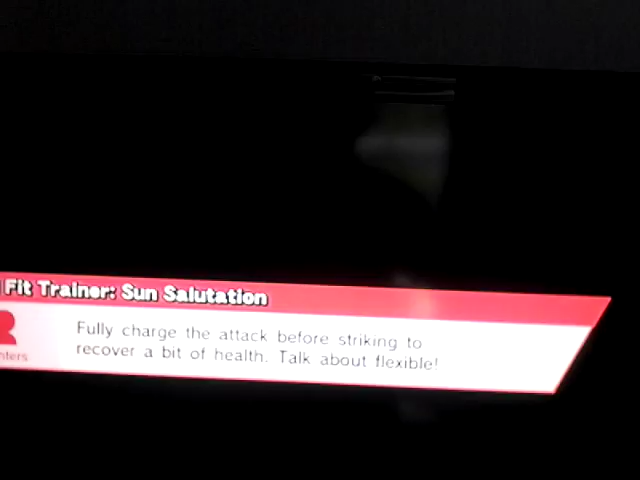 Fit Trainer: Sun Salutation
Fully charge the attack before striking to
recover a bit of health. Talk about flexible!